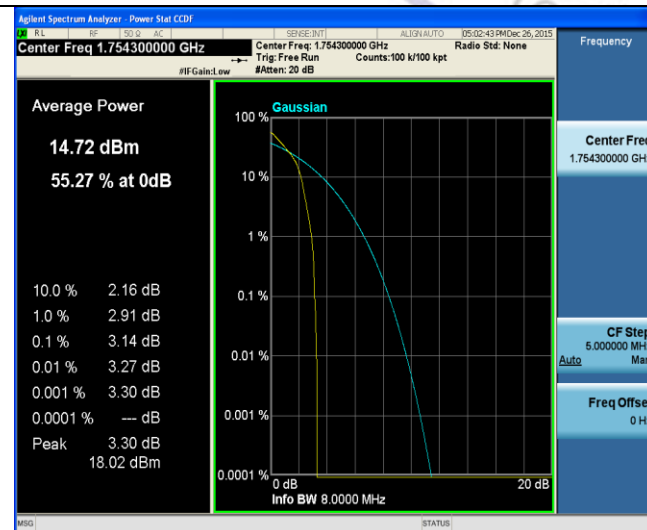 Agilent Spectrum Analyzer - Power Stat CCDF
RL RF 50 Ω AC SENSE:INT ALIGN AUTO 05:02:43 PM Dec 26, 2015
Center Freq 1.754300000 GHz
Center Freq: 1.754300000 GHz Radio Std: None
Trig: Free Run Counts:100 k/100 kpt
#IFGain:Low #Atten: 20 dB
Frequency
Average Power
14.72 dBm
55.27 % at 0dB
10.0 % 2.16 dB
1.0 % 2.91 dB
0.1 % 3.14 dB
0.01 % 3.27 dB
0.001 % 3.30 dB
0.0001 % --- dB
Peak 3.30 dB
18.02 dBm
Gaussian
100 %
10 %
1 %
0.1 %
0.01 %
0.001 %
0.0001 %
0 dB 20 dB
Info BW 8.0000 MHz
Center Fre
1.754300000 GH
CF Step
5.000000 MH
Auto Ma
Freq Offse
0 H
MSG STATUS